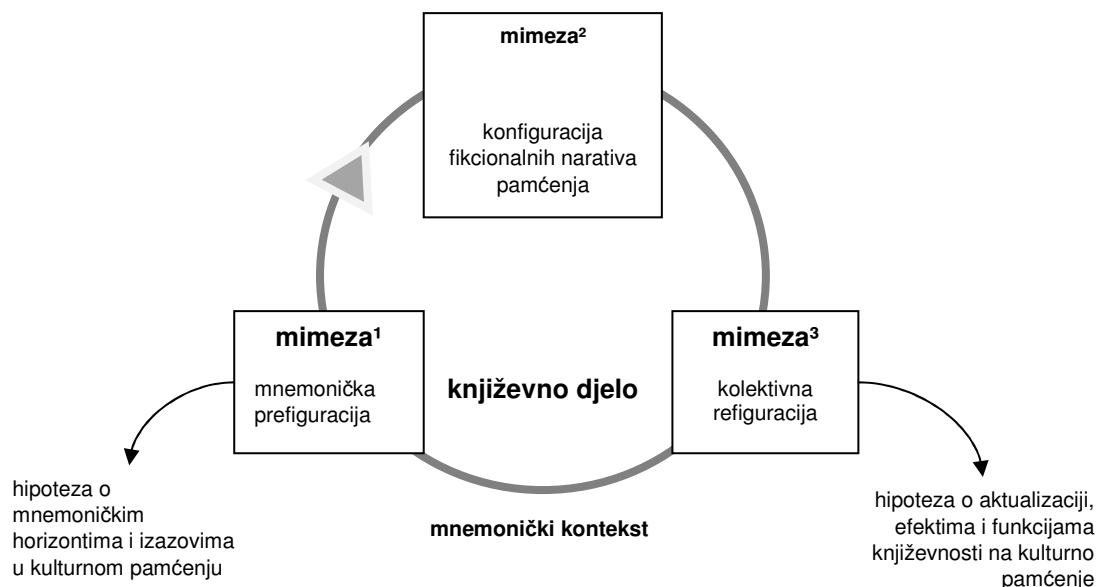 mimeza²
konfiguracija
fikcionalnih narativa
pamćenja
mimeza¹
mnemonička
prefiguracija
književno djelo
mimeza³
kolektivna
refiguracija
hipoteza o
mnemoničkim
horizontima i izazovima
u kulturnom pamćenju
mnemonički kontekst
hipoteza o aktualizaciji,
efektima i funkcijama
književnosti na kulturno
pamćenje